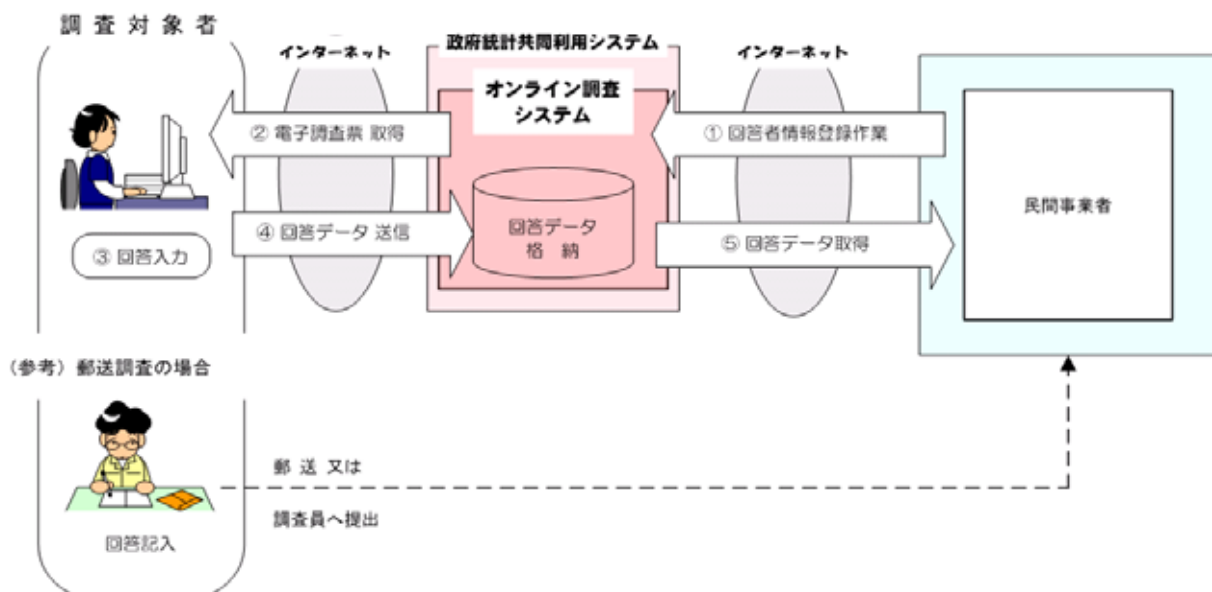 調 査 対 象 者
インターネット
政府統計共同利用システム
インターネット
オンライン調査
システム
② 電子調査票 取得
① 回答者情報登録作業
民間事業者
④ 回答データ 送信
回答データ
格 納
⑤ 回答データ取得
③ 回答入力
（参考）郵送調査の場合
郵 送 又は
調査員へ提出
回答記入